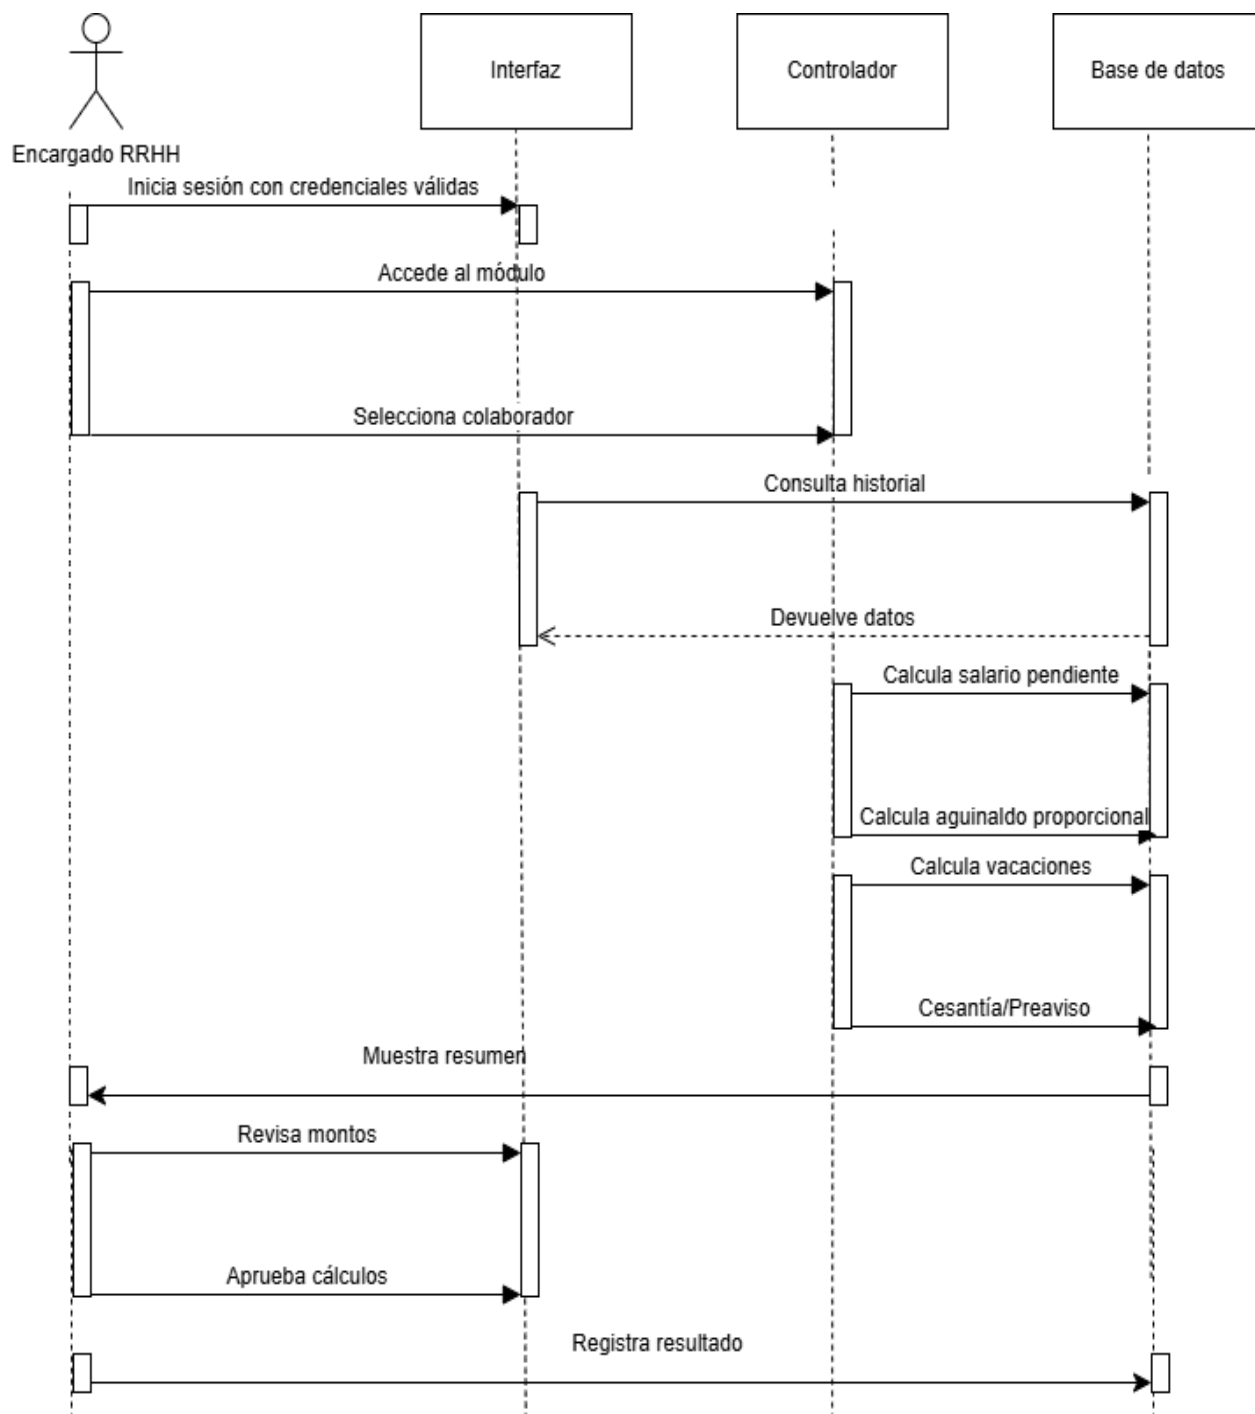 Interfaz
Controlador
Base de datos
Encargado RRHH
Inicia sesión con credenciales válidas
Accede al módulo
Selecciona colaborador
Consulta historial
Devuelve datos
Calcula salario pendiente
Calcula aguinaldo proporcional
Calcula vacaciones
Cesantía/Preaviso
Muestra resumen
Revisa montos
Aprueba cálculos
Registra resultado